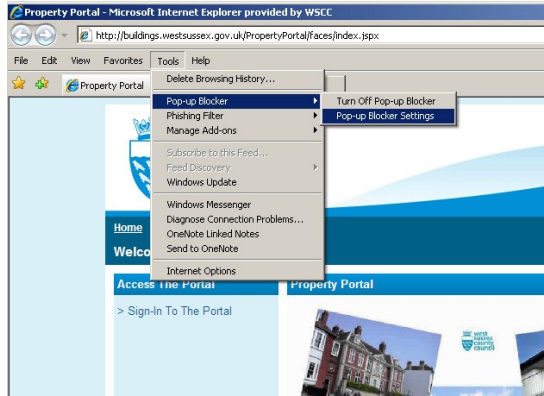 Property Portal - Microsoft Internet Explorer provided by WSCC
http://buildings.westsussex.gov.uk/PropertyPortal/faces/index.jspx
File Edit View Favorites Tools Help
Property Portal
Delete Browsing History...
Pop-up Blocker
Turn Off Pop-up Blocker
Phishing Filter
Pop-up Blocker Settings
Manage Add-ons
Subscribe to this Feed...
Feed Discovery
Windows Update
Windows Messenger
Diagnose Connection Problems...
OneNote Linked Notes
Send to OneNote
Internet Options
Home
Welco
Access The Portal
Property Portal
> Sign-In To The Portal
west
sussex
county
council